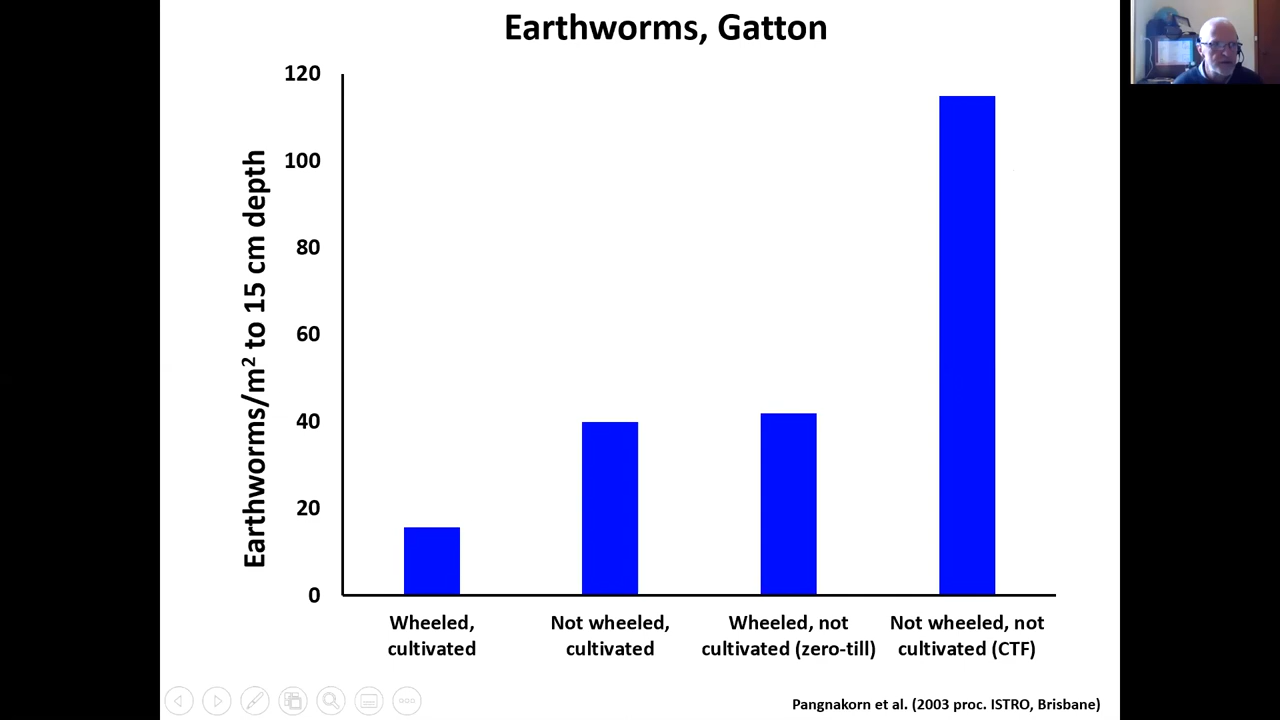 Earthworms, Gatton
Earthworms/m² to 15 cm depth
120
100
80
60
40
20
0
Wheeled,
cultivated
Not wheeled,
cultivated
Wheeled, not
cultivated (zero-till)
Not wheeled, not
cultivated (CTF)
Pangnakorn et al. (2003 proc. ISTRO, Brisbane)